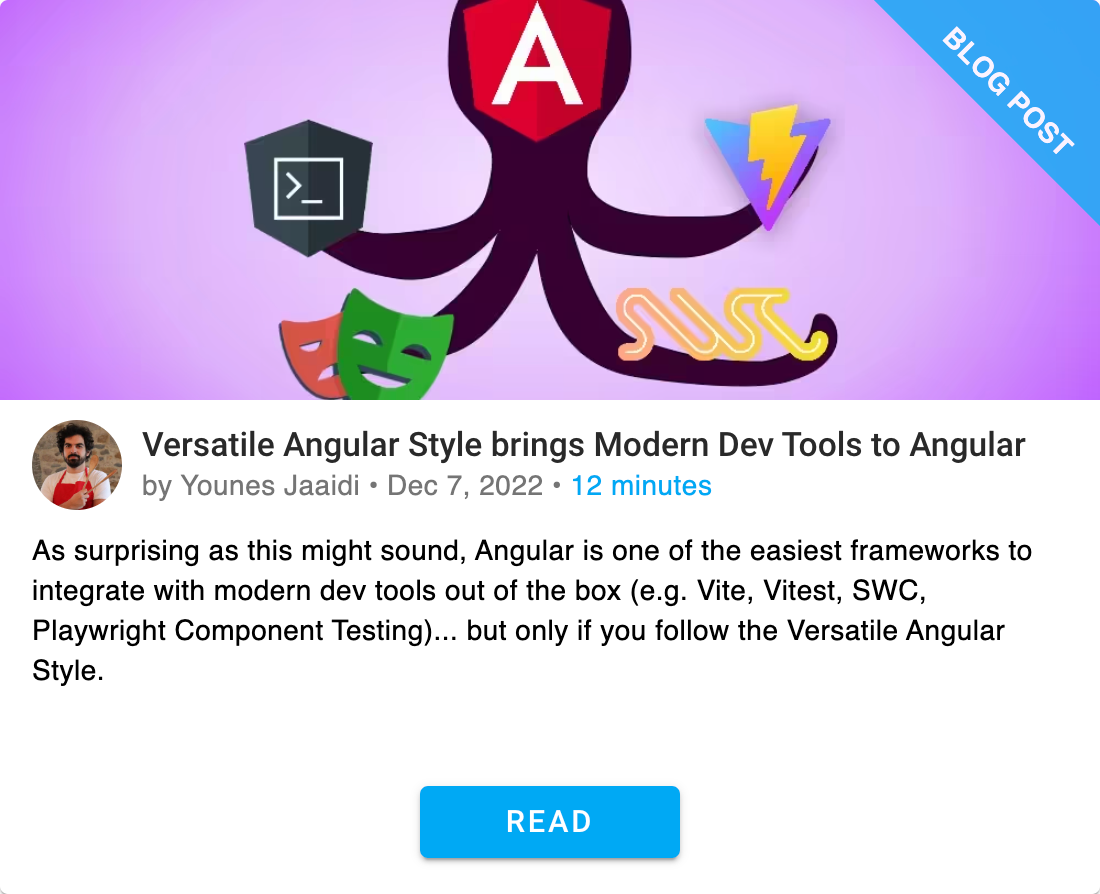 A
BLOG POST
>_
SWC
Versatile Angular Style brings Modern Dev Tools to Angular
by Younes Jaaidi • Dec 7, 2022 • 12 minutes
As surprising as this might sound, Angular is one of the easiest frameworks to
integrate with modern dev tools out of the box (e.g. Vite, Vitest, SWC,
Playwright Component Testing)... but only if you follow the Versatile Angular
Style.
READ